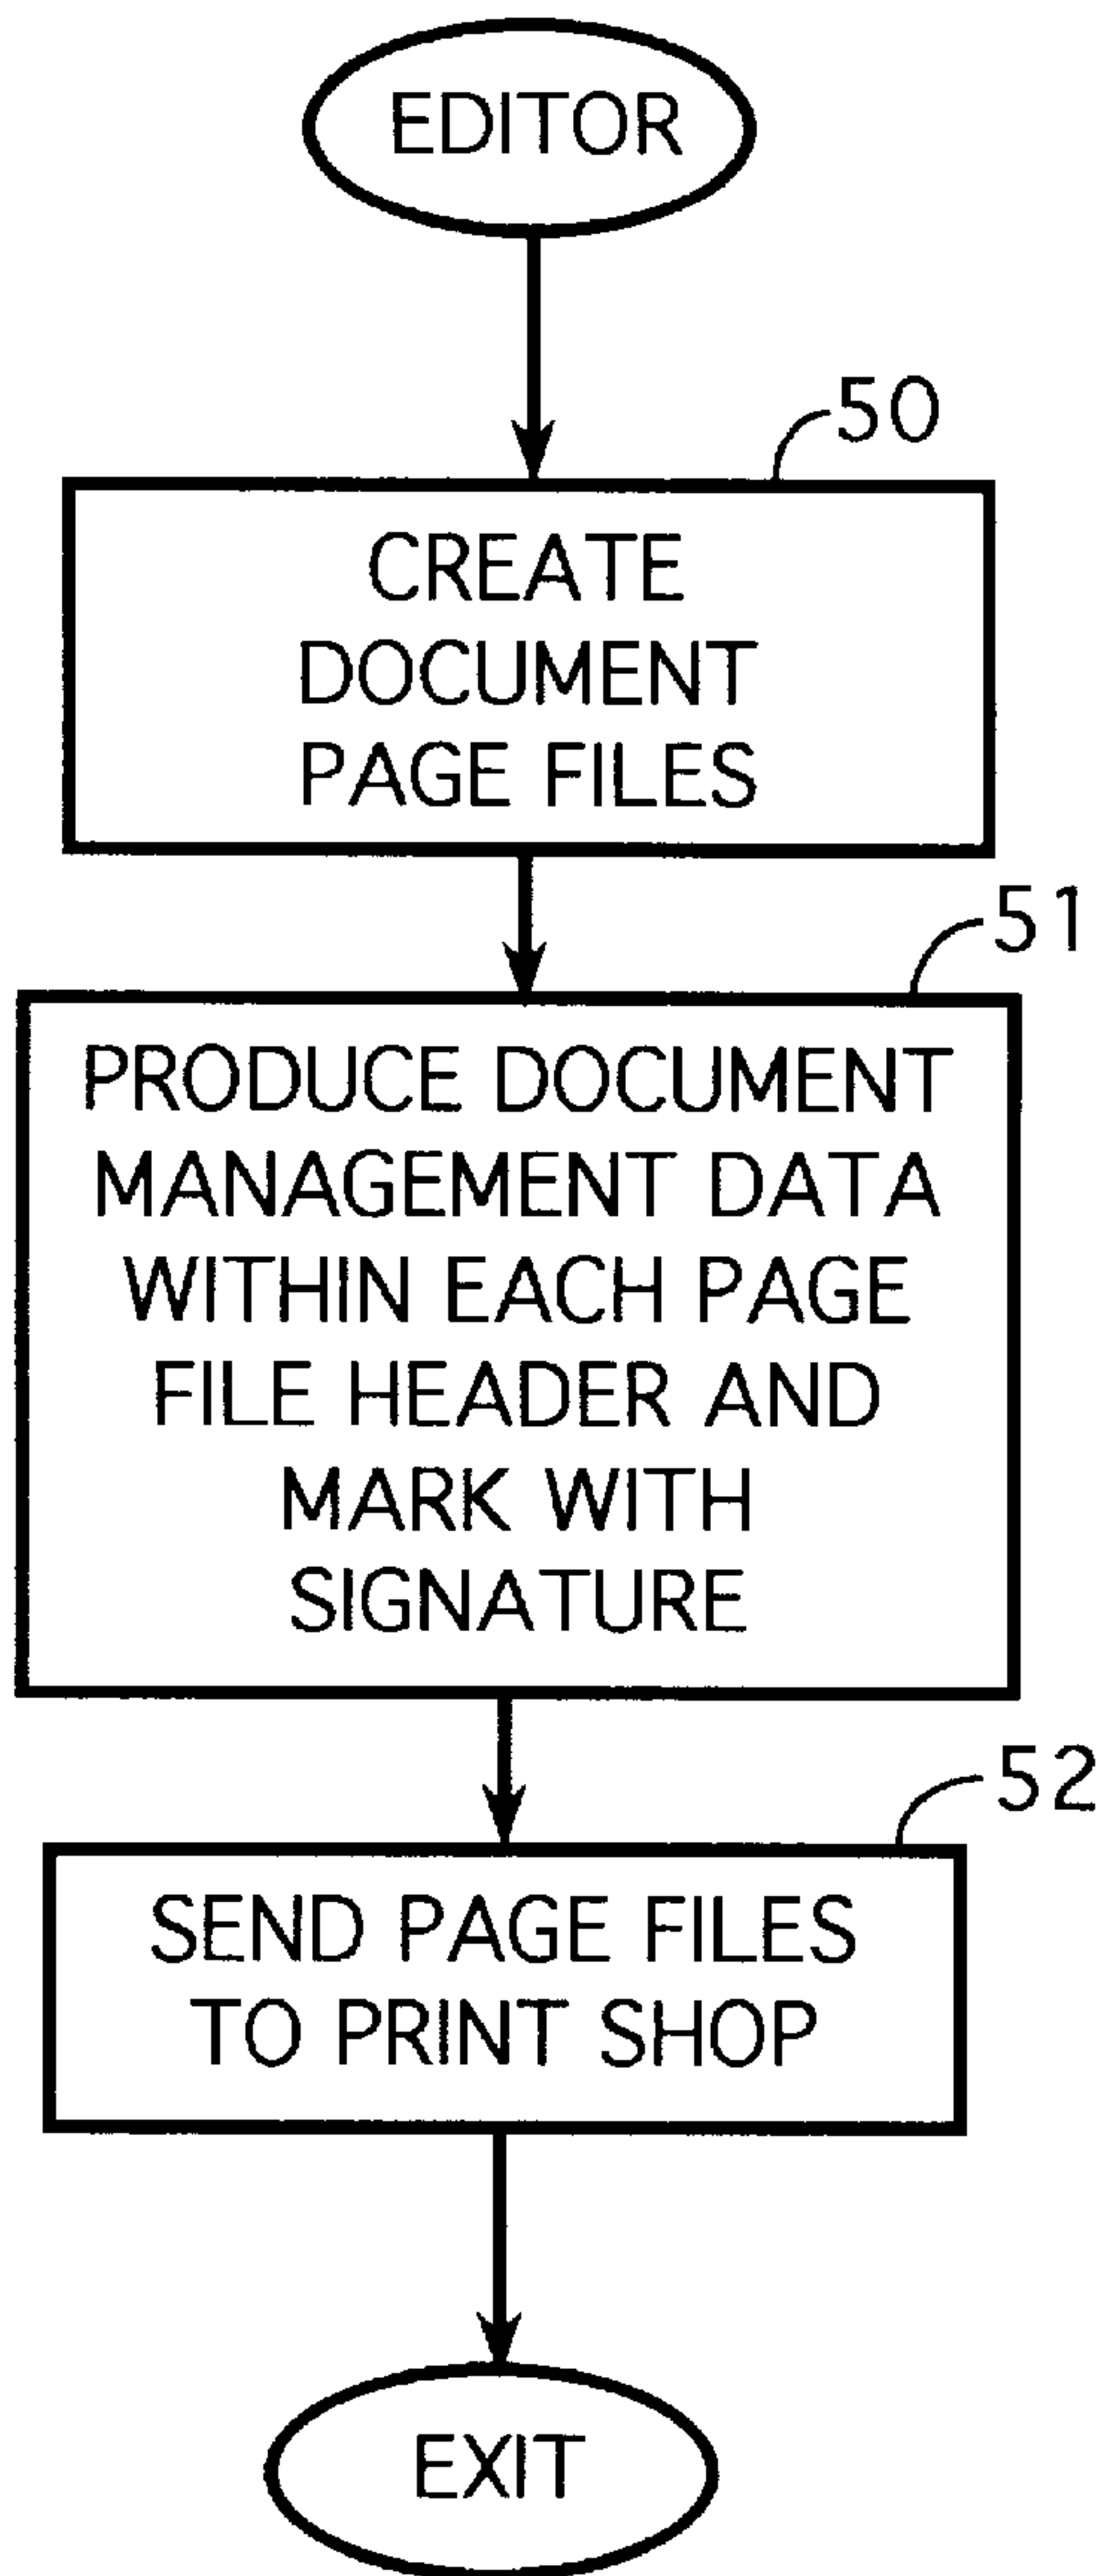 EDITOR
50
CREATE
DOCUMENT
PAGE FILES
51
PRODUCE DOCUMENT
MANAGEMENT DATA
WITHIN EACH PAGE
FILE HEADER AND
MARK WITH
SIGNATURE
52
SEND PAGE FILES
TO PRINT SHOP
EXIT